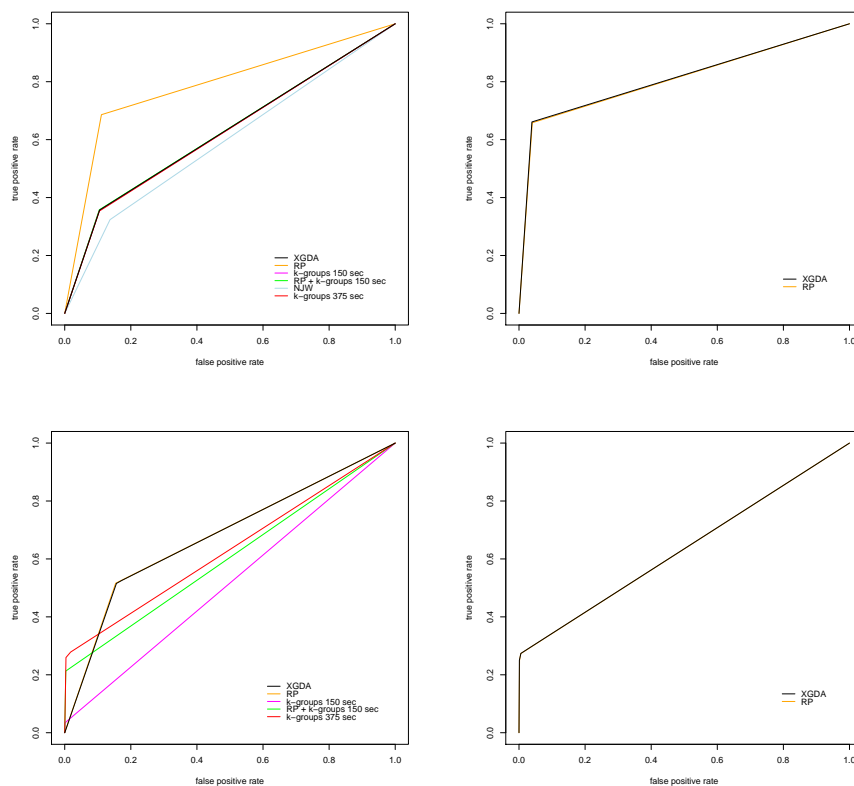 1.0
0.8
0.6
0.4
0.2
0.0
true positive rate
XGDA
RP
k−groups 150 sec
RP + k−groups 150 sec
NJW
k−groups 375 sec
0.0 0.2 0.4 0.6 0.8 1.0
false positive rate
1.0
0.8
0.6
0.4
0.2
0.0
true positive rate
XGDA
RP
0.0 0.2 0.4 0.6 0.8 1.0
false positive rate
1.0
0.8
0.6
0.4
0.2
0.0
true positive rate
XGDA
RP
k−groups 150 sec
RP + k−groups 150 sec
k−groups 375 sec
0.0 0.2 0.4 0.6 0.8 1.0
false positive rate
1.0
0.8
0.6
0.4
0.2
0.0
true positive rate
XGDA
RP
0.0 0.2 0.4 0.6 0.8 1.0
false positive rate